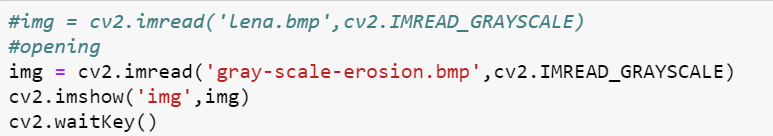 #img = cv2.imread('lena.bmp',cv2.IMREAD_GRAYSCALE)
#opening
img = cv2.imread('gray-scale-erosion.bmp',cv2.IMREAD_GRAYSCALE)
cv2.imshow('img',img)
cv2.waitKey()